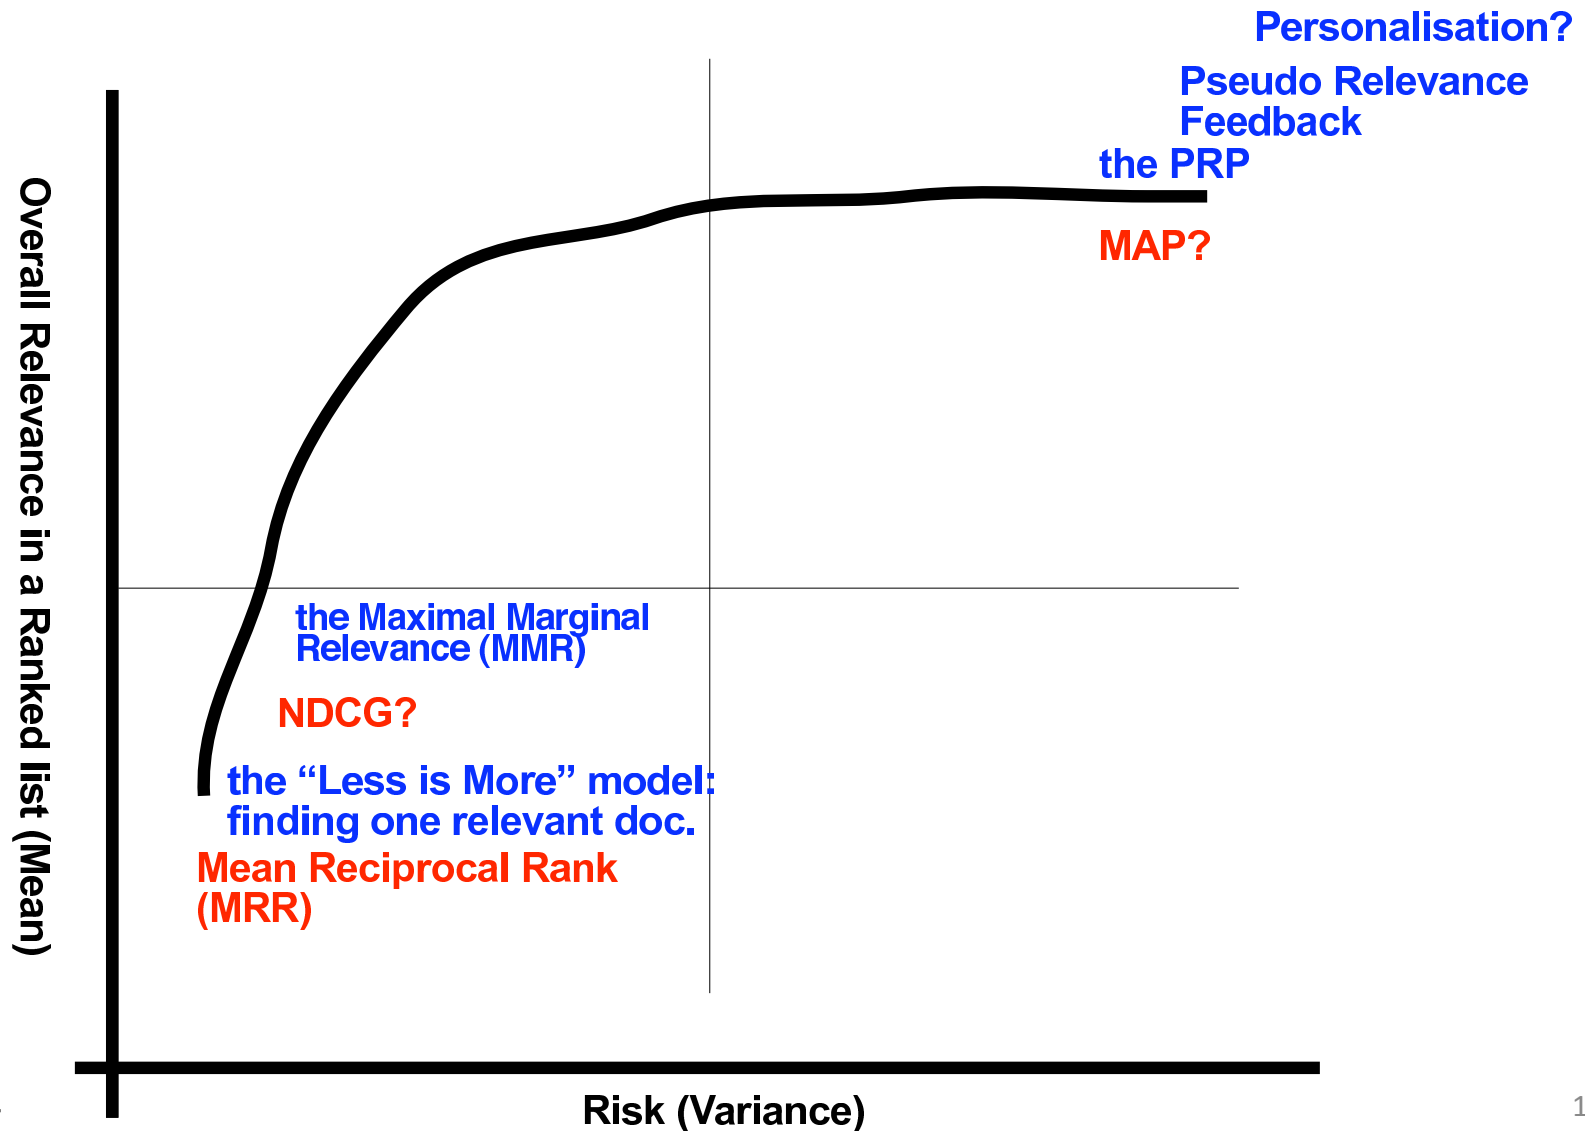 Personalisation?
Pseudo Relevance
Feedback
the PRP
MAP?
Overall Relevance in a Ranked list (Mean)
the Maximal Marginal
Relevance (MMR)
NDCG?
the “Less is More” model:
finding one relevant doc.
Mean Reciprocal Rank
(MRR)
Risk (Variance)
1